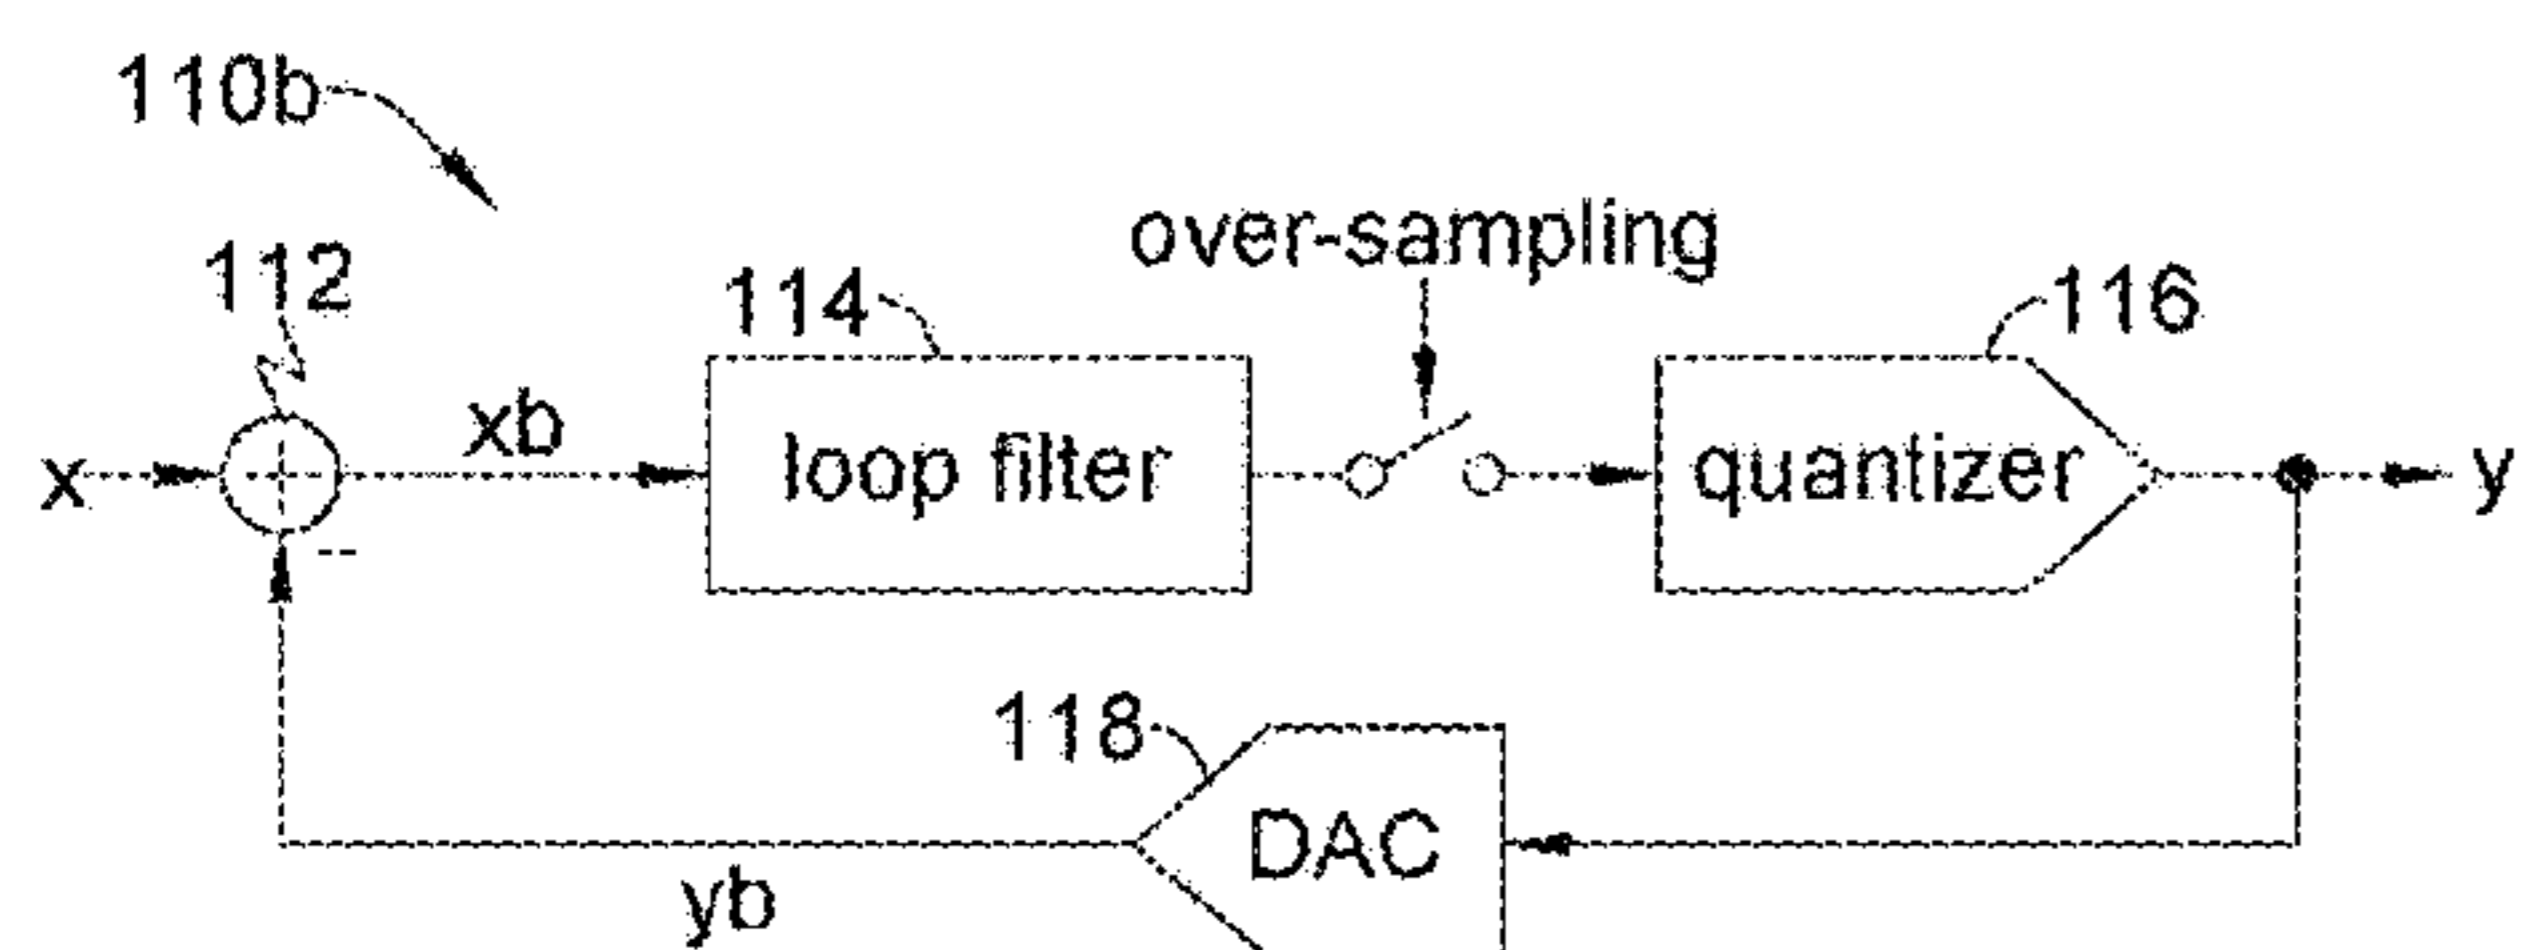 110b
over-sampling
112
114
116
xb
x
loop filter
quantizer
y
118
DAC
yb